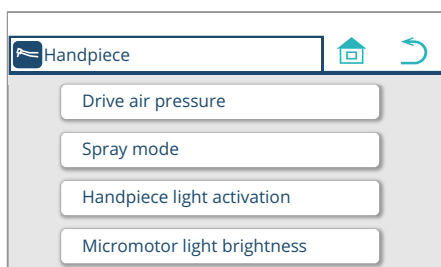 Handpiece
Drive air pressure
Spray mode
Handpiece light activation
Micromotor light brightness